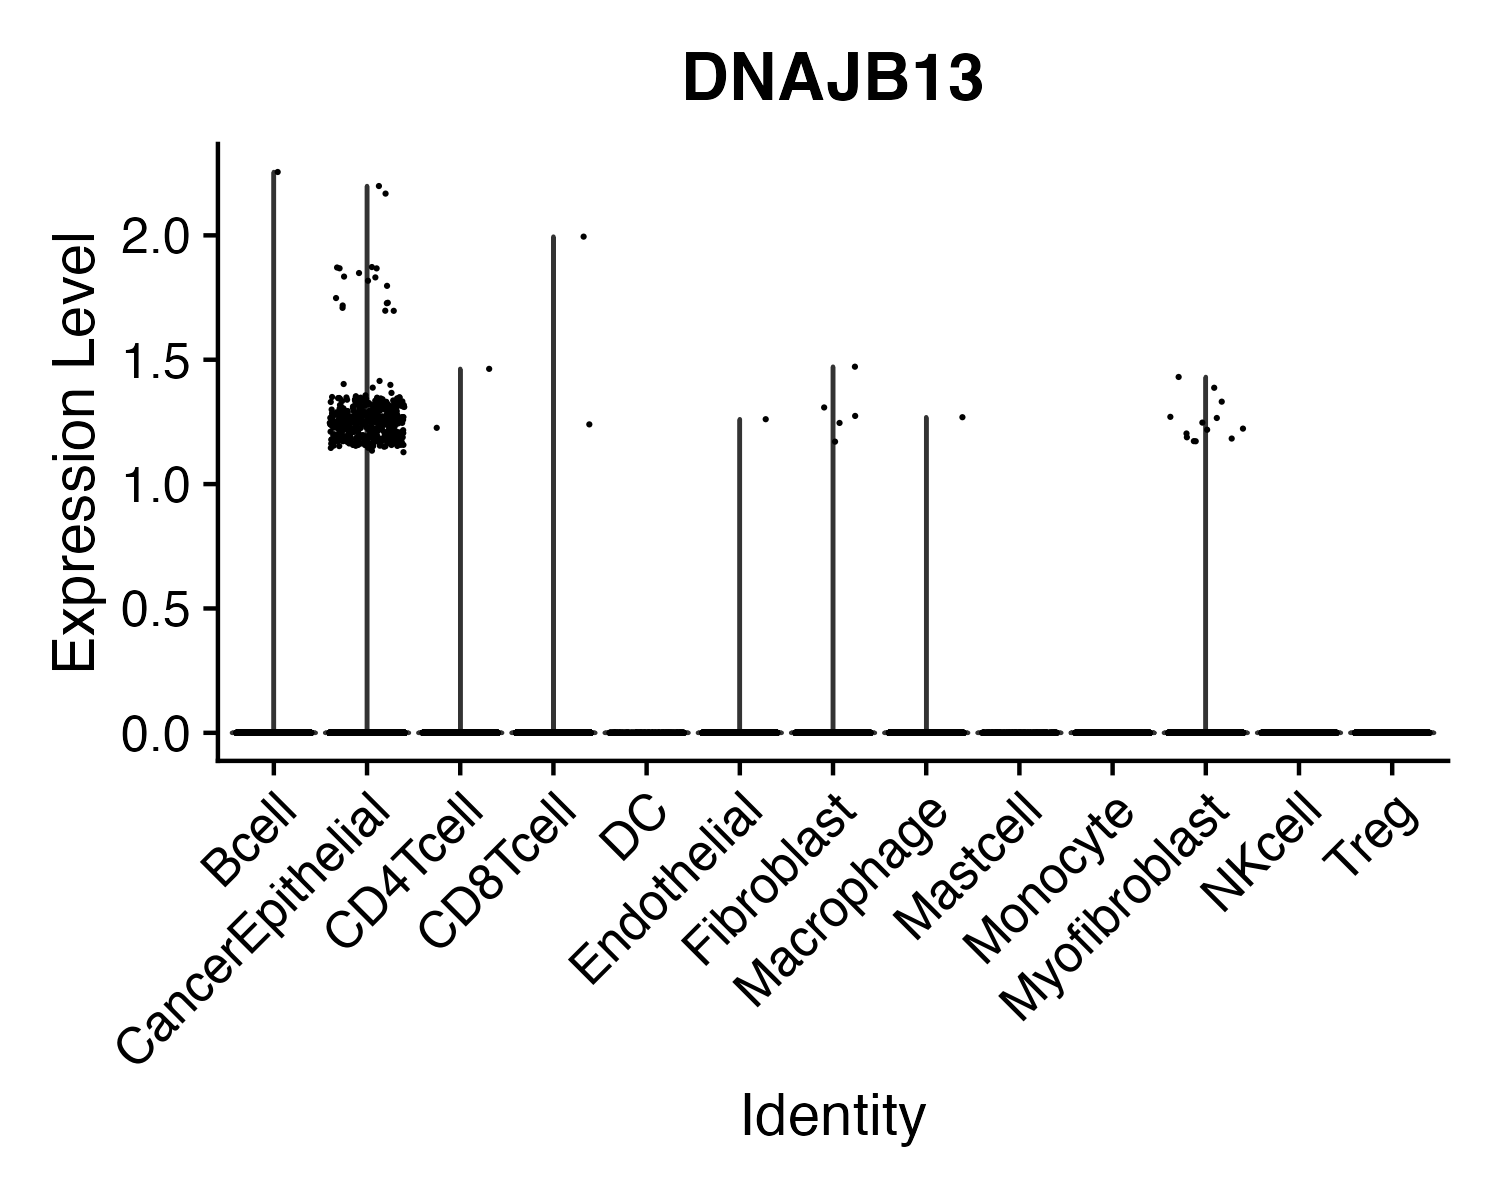 DNAJB13
Expression Level
2.0
1.5
1.0
0.5
0.0
Bcell
CancerEpithelial
CD4Tcell
CD8Tcell
DC
Endothelial
Fibroblast
Macrophage
Mastcell
Monocyte
Myofibroblast
NKcell
Treg
Identity